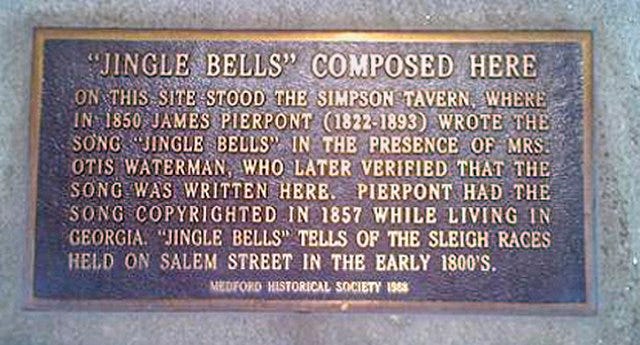 "JINGLE BELLS" COMPOSED HERE
ON THIS SITE STOOD THE SIMPSON TAVERN, WHERE
IN 1850 JAMES PIERPONT (1822-1893) WROTE THE
SONG "JINGLE BELLS" IN THE PRESENCE OF MRS.
OTIS WATERMAN, WHO LATER VERIFIED THAT THE
SONG WAS WRITTEN HERE. PIERPONT HAD THE
SONG COPYRIGHTED IN 1857 WHILE LIVING IN
GEORGIA. "JINGLE BELLS" TELLS OF THE SLEIGH RACES
HELD ON SALEM STREET IN THE EARLY 1800'S.
MEDFORD HISTORICAL SOCIETY 1988